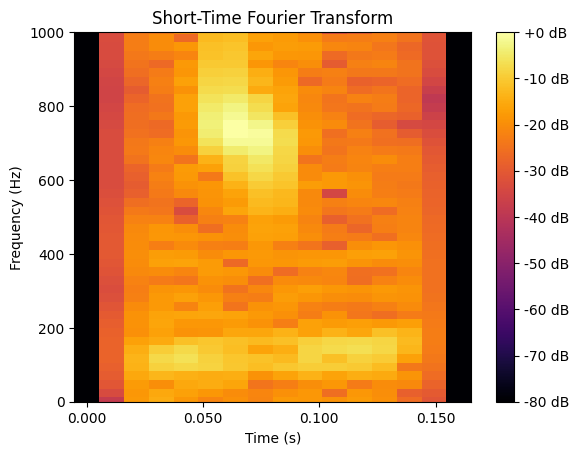 Short-Time Fourier Transform
1000
800
600
400
200
0
Frequency (Hz)
0.000
0.050
0.100
0.150
Time (s)
+0 dB
-10 dB
-20 dB
-30 dB
-40 dB
-50 dB
-60 dB
-70 dB
-80 dB